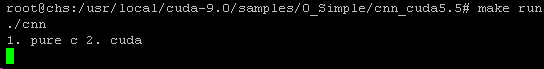 root@chs:/usr/local/cuda-9.0/samples/0_Simple/cnn_cuda5.5# make run
./cnn
1. pure c 2. cuda